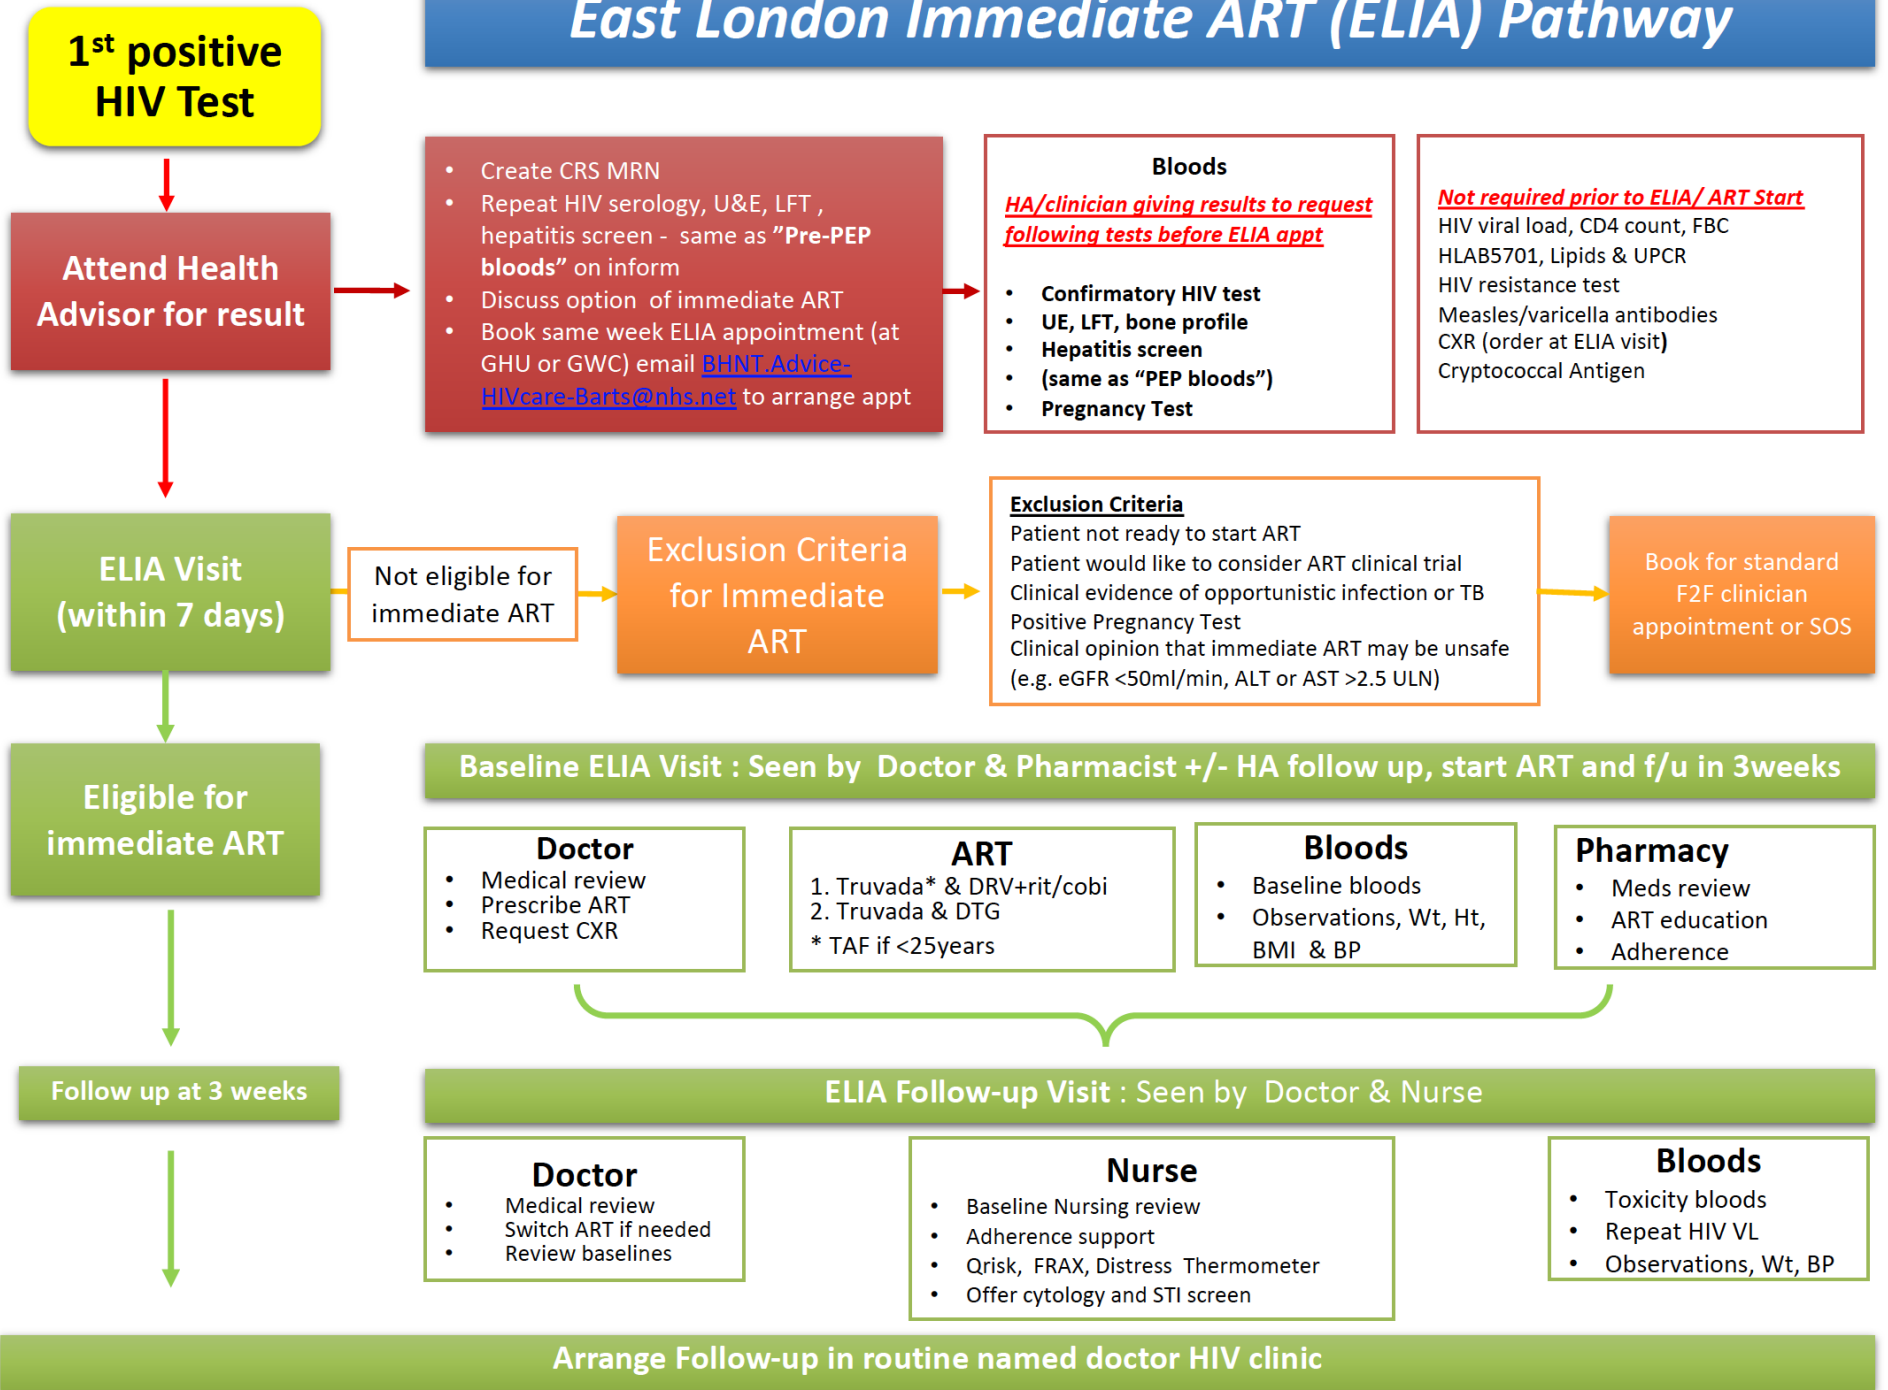 East London Immediate ART (ELIA) Pathway
1st positive
HIV Test
Attend Health
Advisor for result
• Create CRS MRN
• Repeat HIV serology, U&E, LFT ,
hepatitis screen - same as ”Pre-PEP
bloods” on inform
• Discuss option of immediate ART
• Book same week ELIA appointment (at
GHU or GWC) email BHNT.Advice-
HIVcare-Barts@nhs.net to arrange appt
Bloods
HA/clinician giving results to request
following tests before ELIA appt
• Confirmatory HIV test
• UE, LFT, bone profile
• Hepatitis screen
• (same as “PEP bloods”)
• Pregnancy Test
Not required prior to ELIA/ ART Start
HIV viral load, CD4 count, FBC
HLAB5701, Lipids & UPCR
HIV resistance test
Measles/varicella antibodies
CXR (order at ELIA visit)
Cryptococcal Antigen
ELIA Visit
(within 7 days)
Not eligible for
immediate ART
Exclusion Criteria
for Immediate
ART
Exclusion Criteria
Patient not ready to start ART
Patient would like to consider ART clinical trial
Clinical evidence of opportunistic infection or TB
Positive Pregnancy Test
Clinical opinion that immediate ART may be unsafe
(e.g. eGFR <50ml/min, ALT or AST >2.5 ULN)
Book for standard
F2F clinician
appointment or SOS
Eligible for
immediate ART
Baseline ELIA Visit : Seen by Doctor & Pharmacist +/- HA follow up, start ART and f/u in 3weeks
Doctor
• Medical review
• Prescribe ART
• Request CXR
ART
1. Truvada* & DRV+rit/cobi
2. Truvada & DTG
* TAF if <25years
Bloods
• Baseline bloods
• Observations, Wt, Ht,
BMI & BP
Pharmacy
• Meds review
• ART education
• Adherence
Follow up at 3 weeks
ELIA Follow-up Visit : Seen by Doctor & Nurse
Doctor
• Medical review
• Switch ART if needed
• Review baselines
Nurse
• Baseline Nursing review
• Adherence support
• Qrisk, FRAX, Distress Thermometer
• Offer cytology and STI screen
Bloods
• Toxicity bloods
• Repeat HIV VL
• Observations, Wt, BP
Arrange Follow-up in routine named doctor HIV clinic